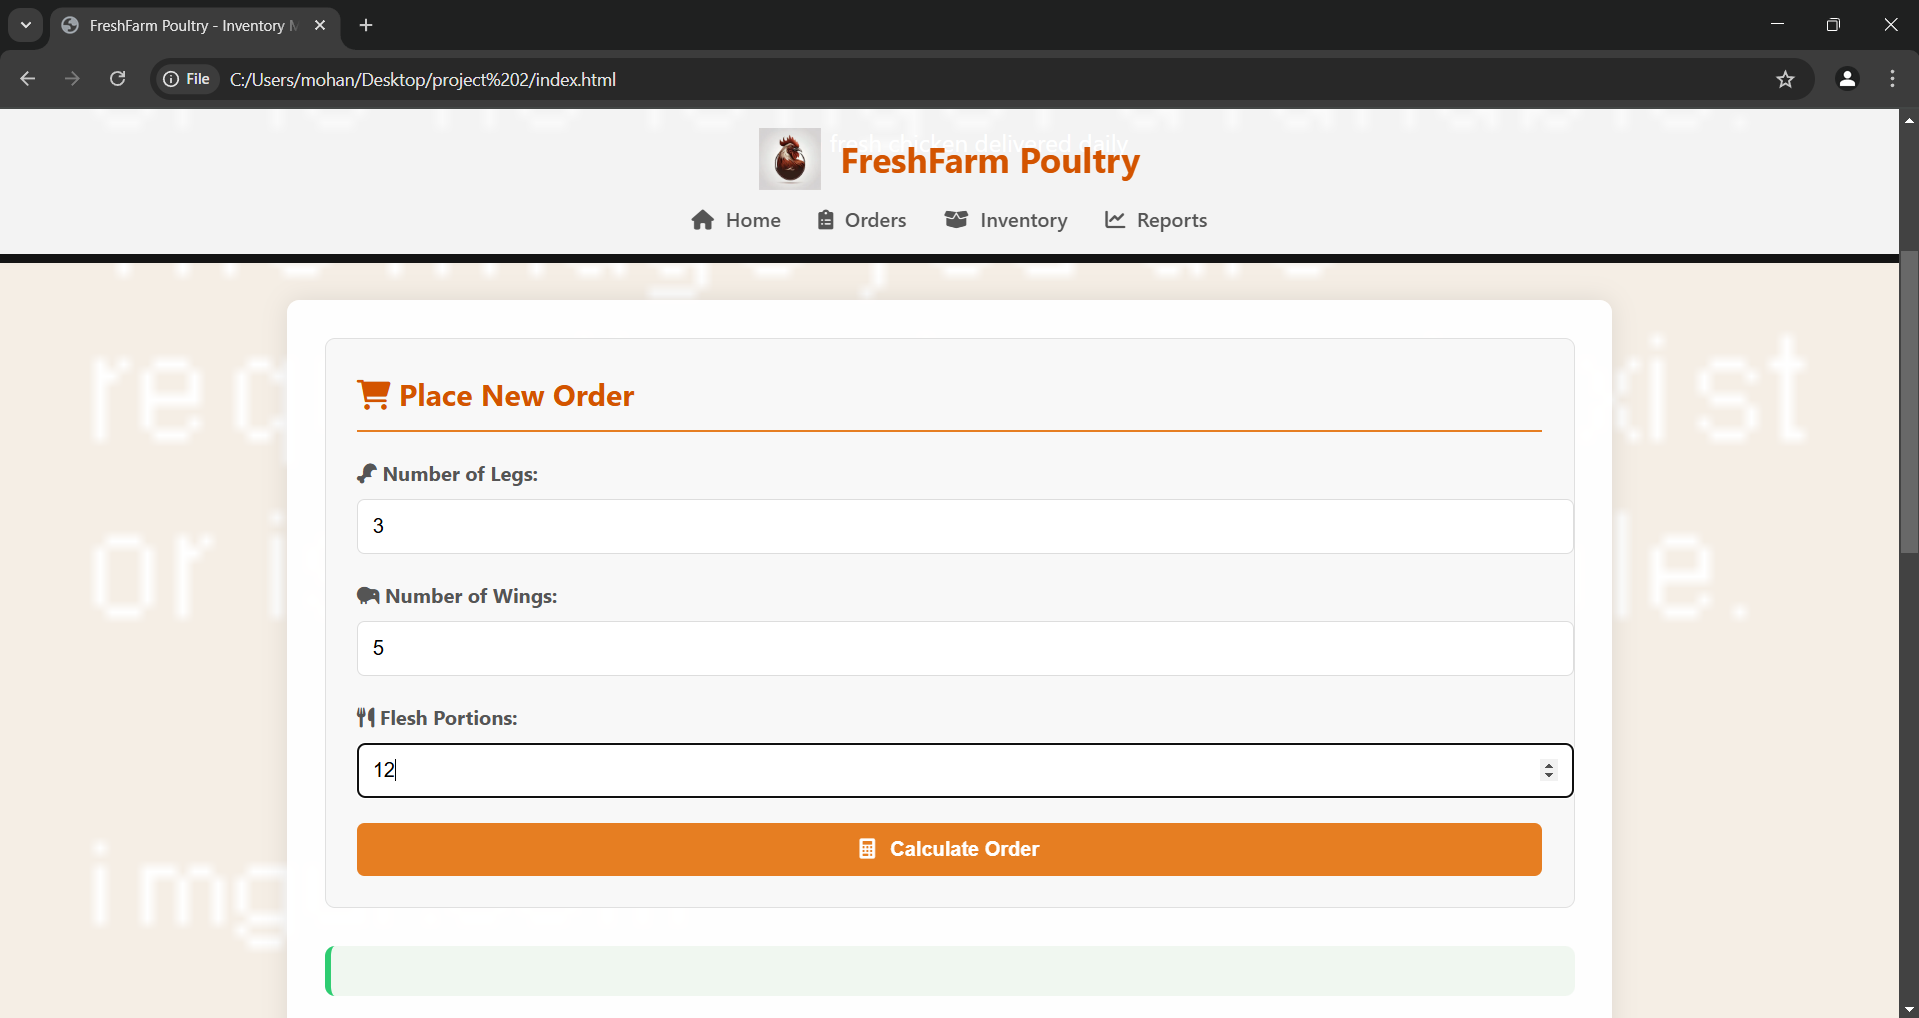 FreshFarm Poultry - Inventory M
File C:/Users/mohan/Desktop/project%202/index.html
fresh chicken delivered daily
FreshFarm Poultry
Home Orders Inventory Reports
Place New Order
Number of Legs:
3
Number of Wings:
5
Flesh Portions:
12
Calculate Order